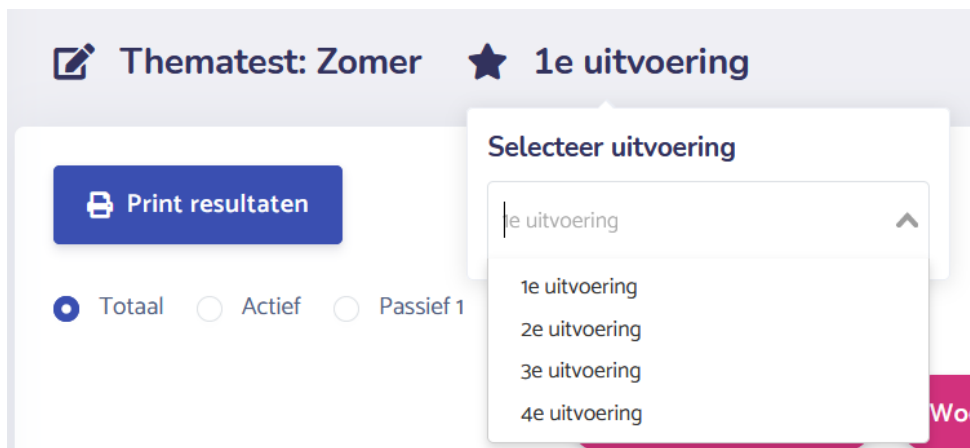 Thematest: Zomer 1e uitvoering
Selecteer uitvoering
Print resultaten
1e uitvoering
Totaal Actief Passief 1
1e uitvoering
2e uitvoering
3e uitvoering
4e uitvoering